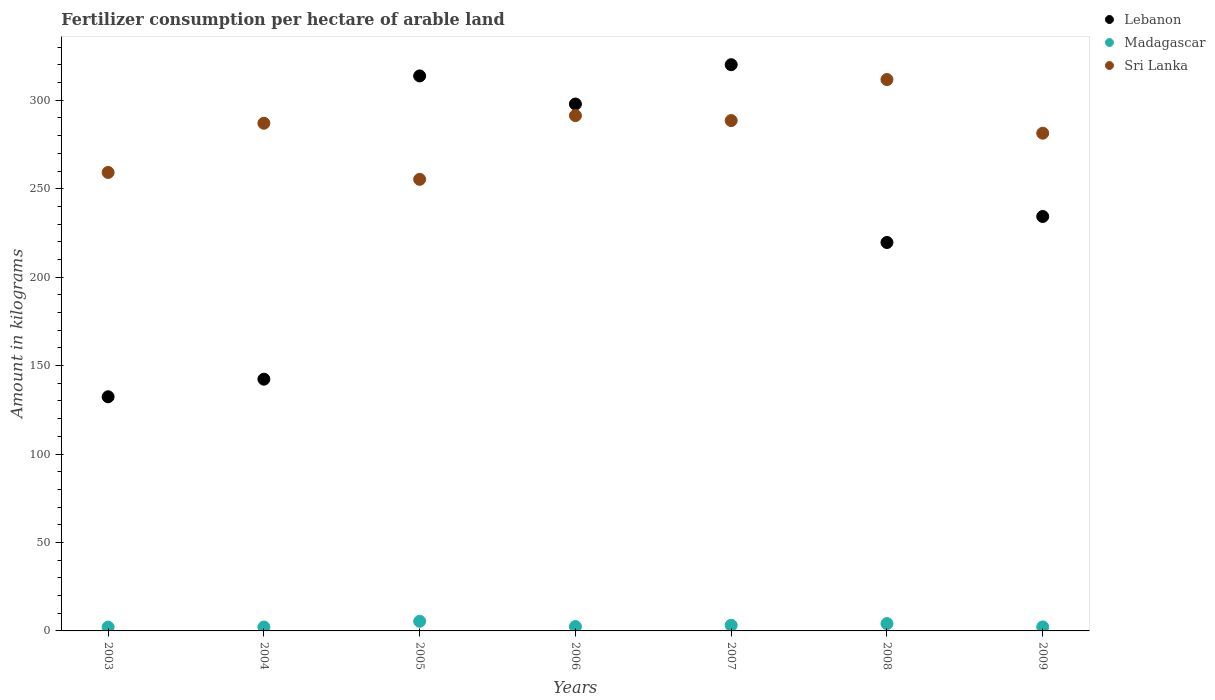 Fertilizer consumption per hectare of arable land
Lebanon
Madagascar
Sri Lanka
Amount in kilograms
300
250
200
150
100
50
0
2003
2004
2005
2006
2007
2008
2009
Years